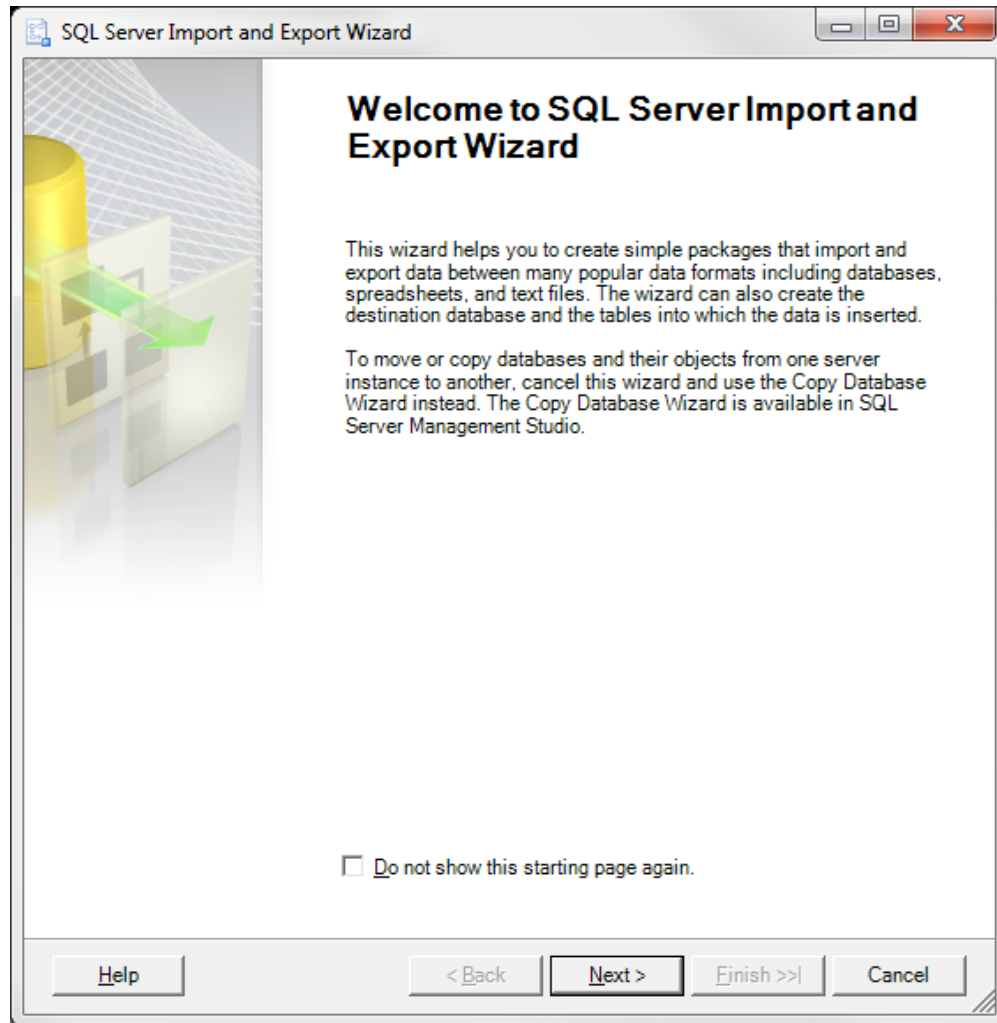 SQL Server Import and Export Wizard
Welcome to SQL Server Import and
Export Wizard
This wizard helps you to create simple packages that import and
export data between many popular data formats including databases,
spreadsheets, and text files. The wizard can also create the
destination database and the tables into which the data is inserted.
To move or copy databases and their objects from one server
instance to another, cancel this wizard and use the Copy Database
Wizard instead. The Copy Database Wizard is available in SQL
Server Management Studio.
Do not show this starting page again.
Help < Back Next > Finish >>| Cancel